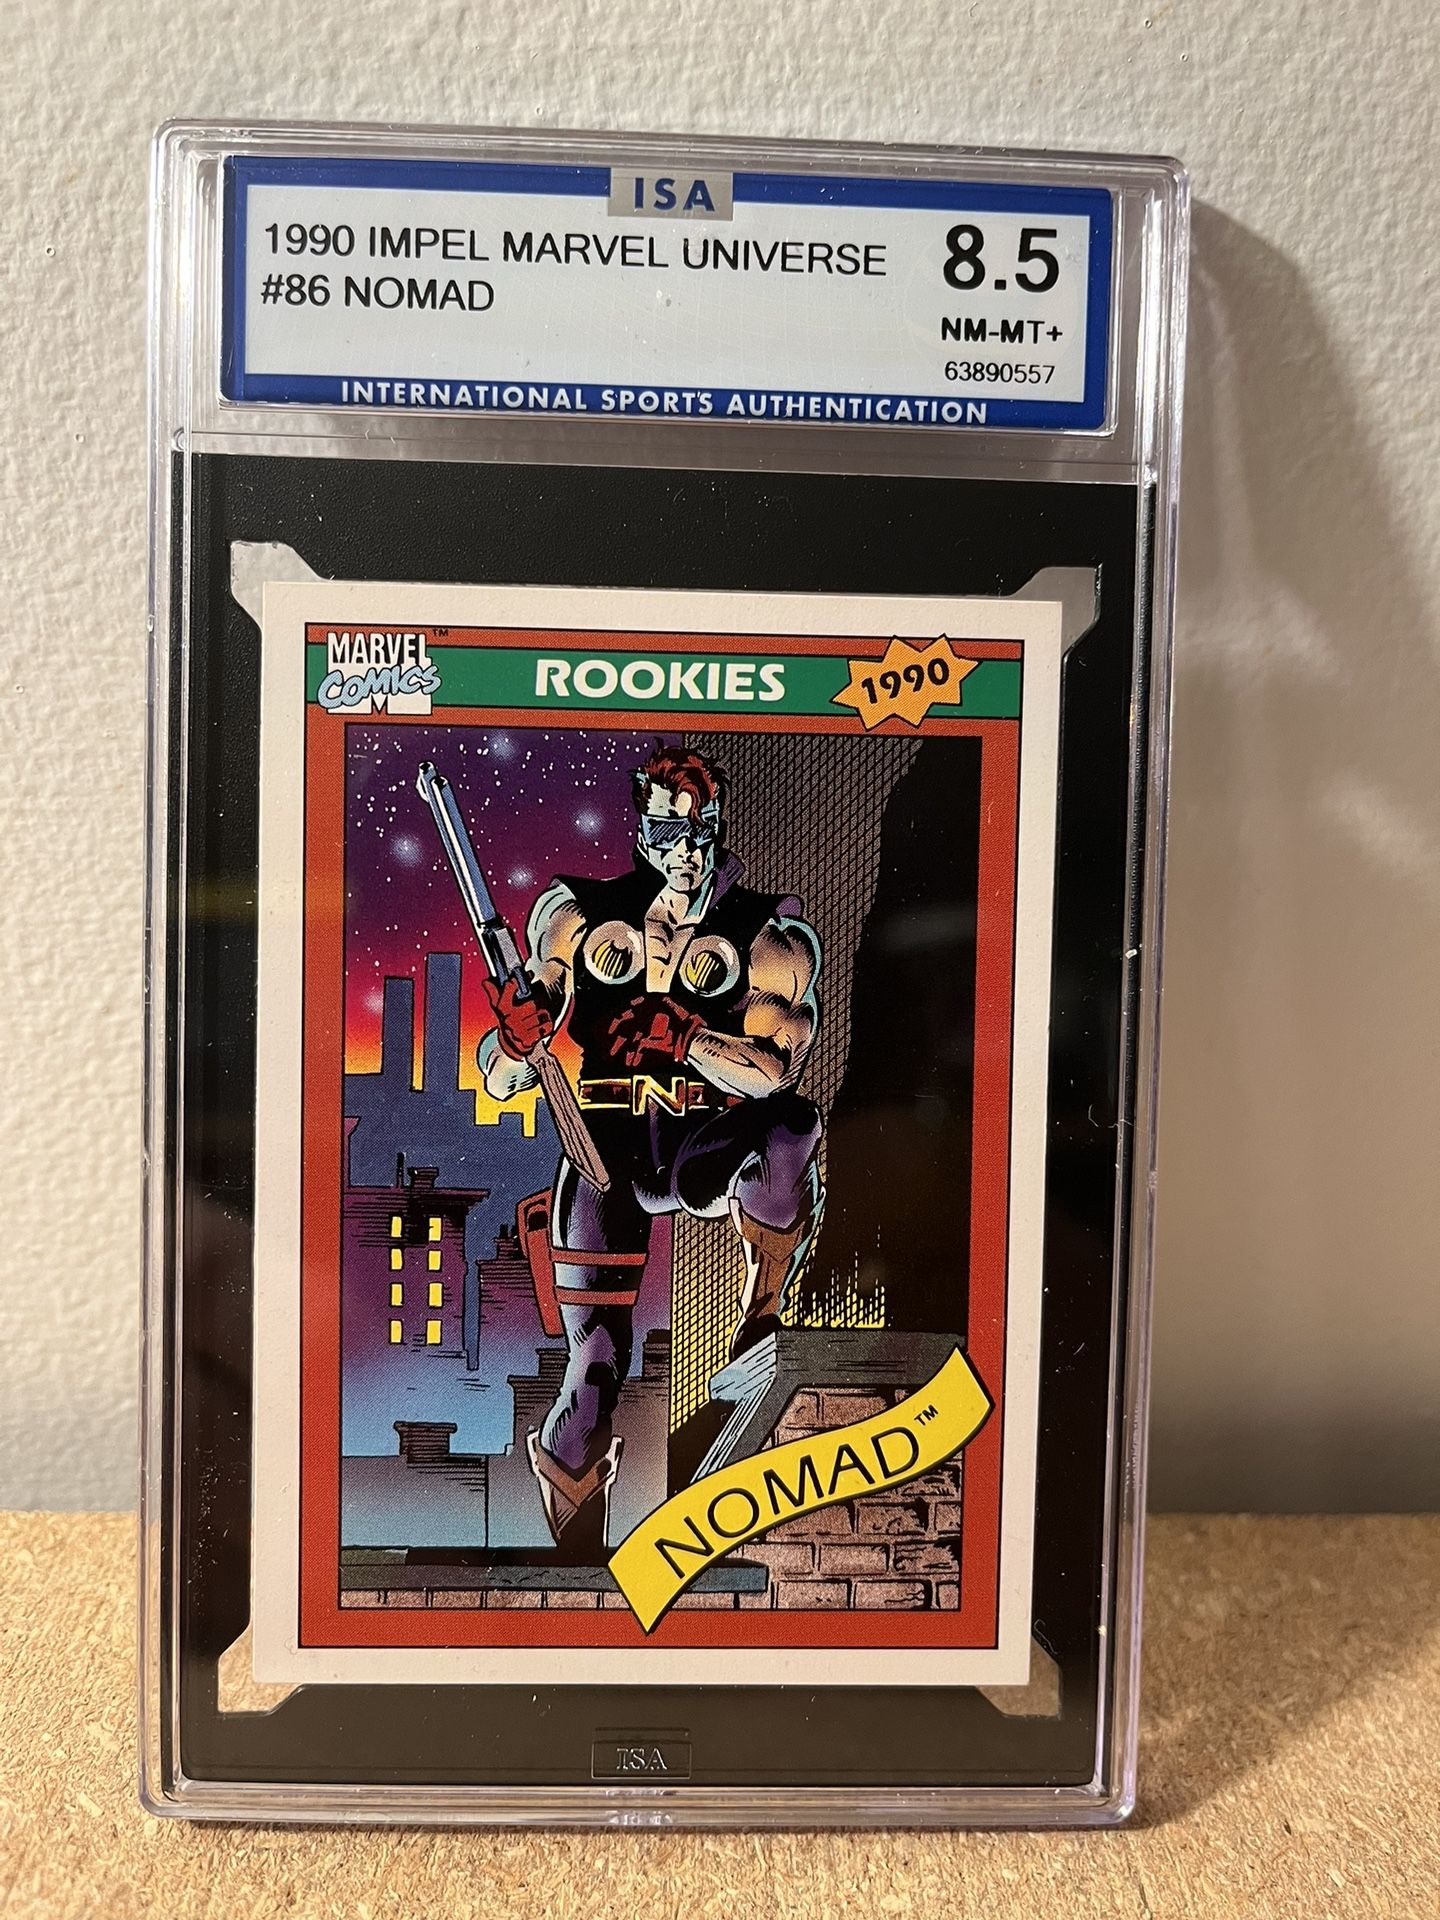 ISA
1990 IMPEL MARVEL UNIVERSE
#86 NOMAD
8.5
NM-MT+
63890557
INTERNATIONAL SPORTS AUTHENTICATION
MARVEL™
COMICS
ROOKIES
1990
N
NOMAD™
ISA